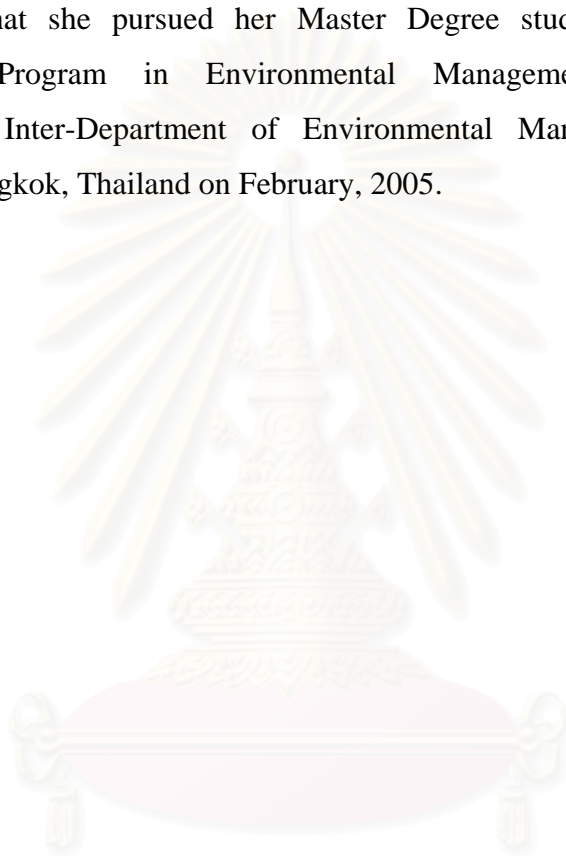 hat she pursued her Master Degree stud
Program in Environmental Manageme
Inter-Department of Environmental Mar
gkok, Thailand on February, 2005.